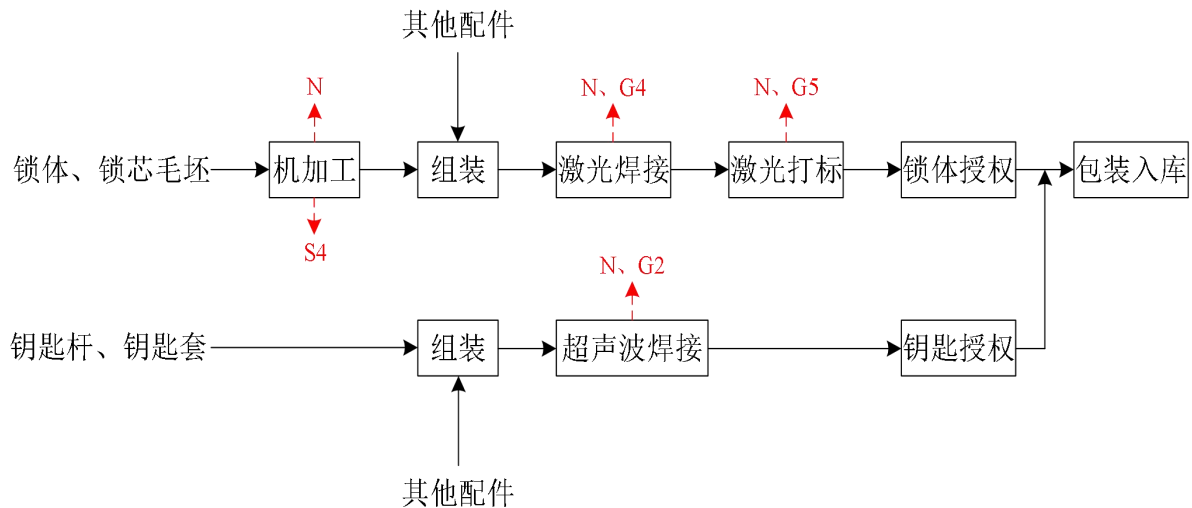 其他配件
N
N、G4
N、G5
锁体、锁芯毛坯
机加工
组装
激光焊接
激光打标
锁体授权
包装入库
S4
N、G2
钥匙杆、钥匙套
组装
超声波焊接
钥匙授权
其他配件